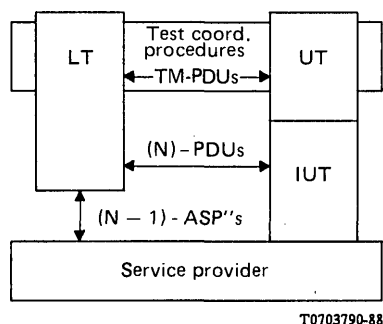 LT
Test coord.
procedures
TM-PDUs
UT
(N)-PDUs
IUT
(N − 1)- ASP"s
Service provider
T0703790-88